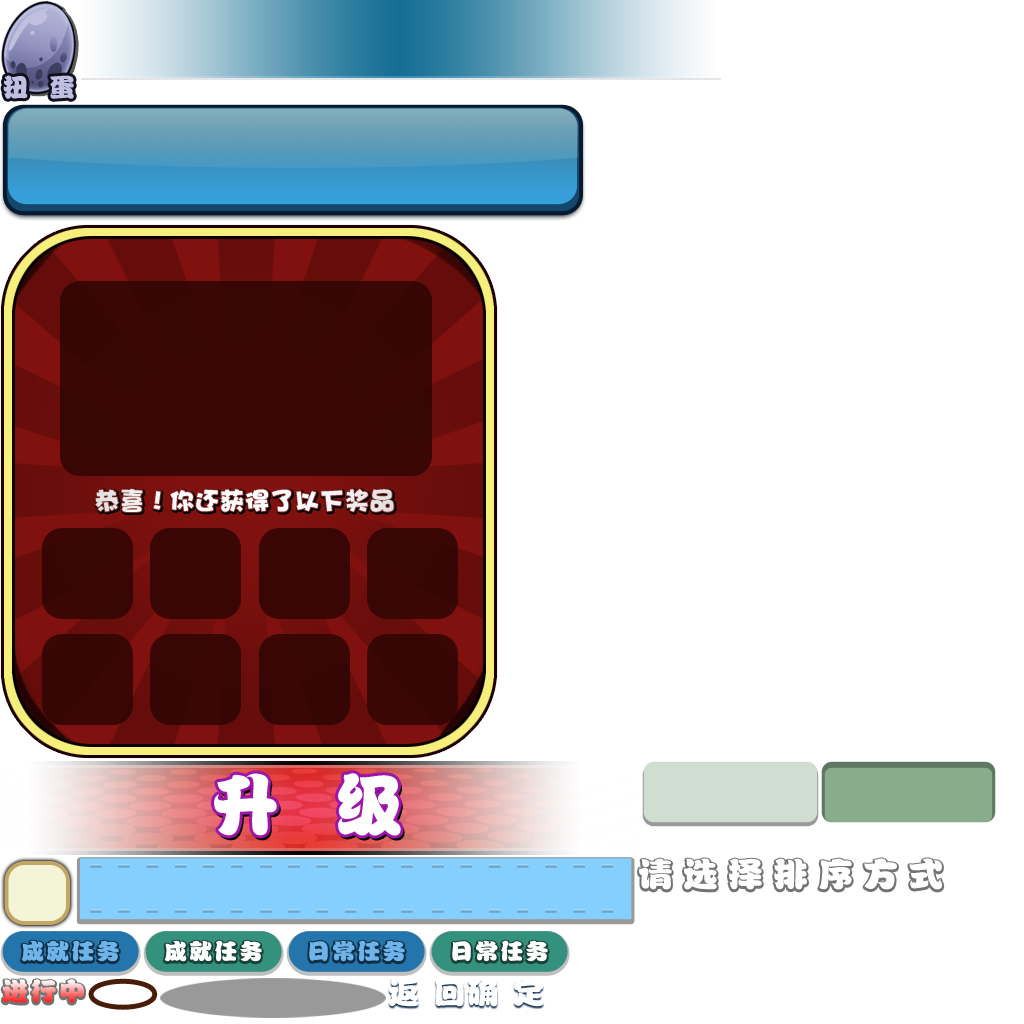 扭 蛋
恭喜！你还获得了以下奖品
升 级
请选择排序方式
成就任务 成就任务 日常任务 日常任务
进行中 返 回 确 定